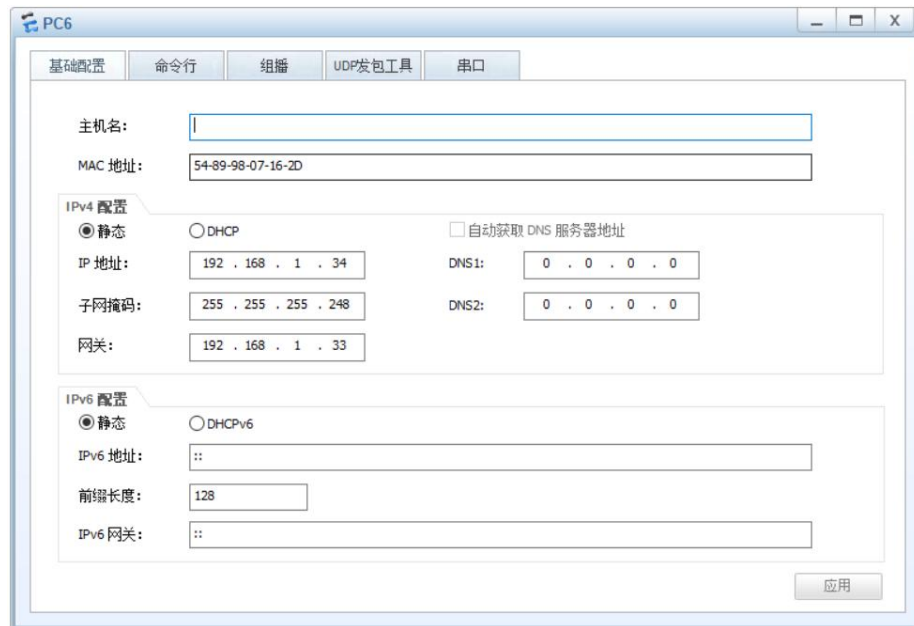 PC6
基础配置 命令行 组播 UDP发包工具 串口
主机名：
MAC 地址： 54-89-98-07-16-2D
IPv4 配置
静态 DHCP 自动获取 DNS 服务器地址
IP 地址： 192 . 168 . 1 . 34 DNS1: 0 . 0 . 0 . 0
子网掩码： 255 . 255 . 255 . 248 DNS2: 0 . 0 . 0 . 0
网关： 192 . 168 . 1 . 33
IPv6 配置
静态 DHCPv6
IPv6 地址： ::
前缀长度： 128
IPv6 网关： ::
应用